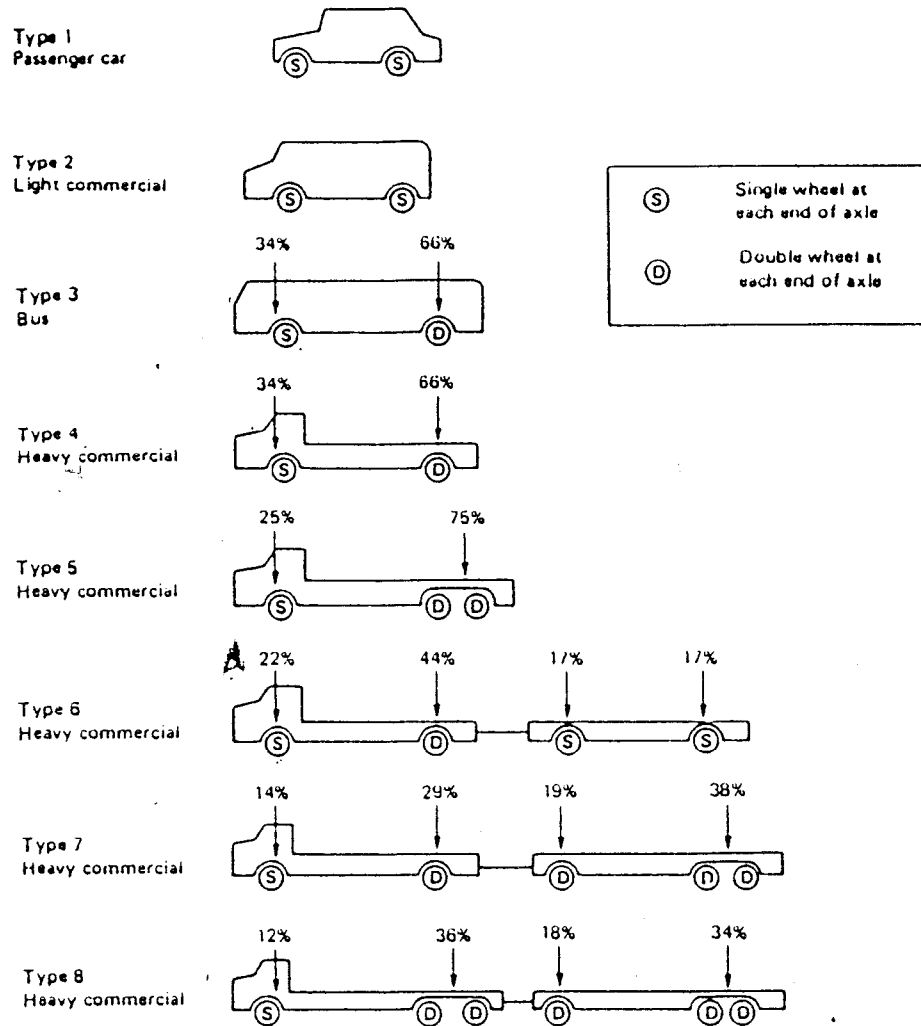 Type 1
Passenger car
S S
Type 2
Light commercial
S S
S Single wheel at
each end of axle
D Double wheel at
each end of axle
34% 66%
Type 3
Bus
S D
34% 66%
Type 4
Heavy commercial
S D
25% 75%
Type 5
Heavy commercial
S D D
22% 44% 17% 17%
Type 6
Heavy commercial
S D S S
14% 29% 19% 38%
Type 7
Heavy commercial
S D D D D
12% 36% 18% 34%
Type 8
Heavy commercial
S D D D D D